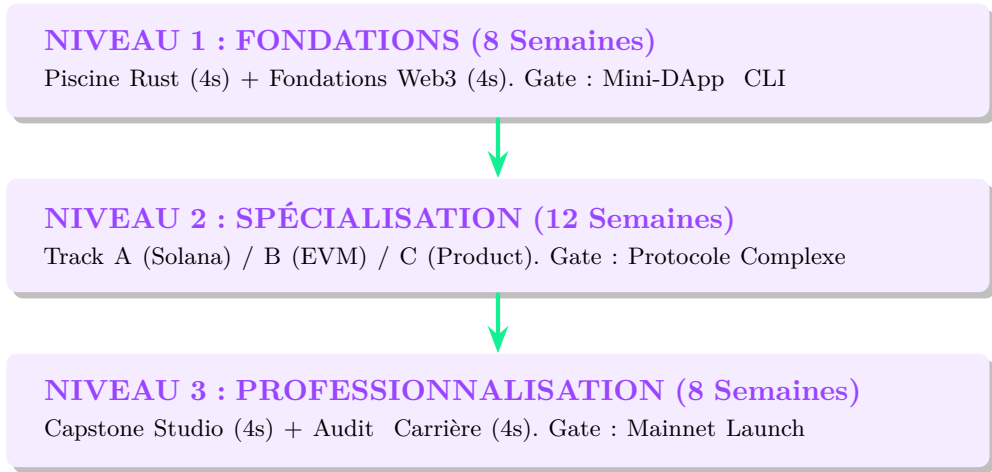 NIVEAU 1 : FONDATIONS (8 Semaines)
Piscine Rust (4s) + Fondations Web3 (4s). Gate : Mini-DApp CLI
NIVEAU 2 : SPÉCIALISATION (12 Semaines)
Track A (Solana) / B (EVM) / C (Product). Gate : Protocole Complexe
NIVEAU 3 : PROFESSIONNALISATION (8 Semaines)
Capstone Studio (4s) + Audit Carrière (4s). Gate : Mainnet Launch